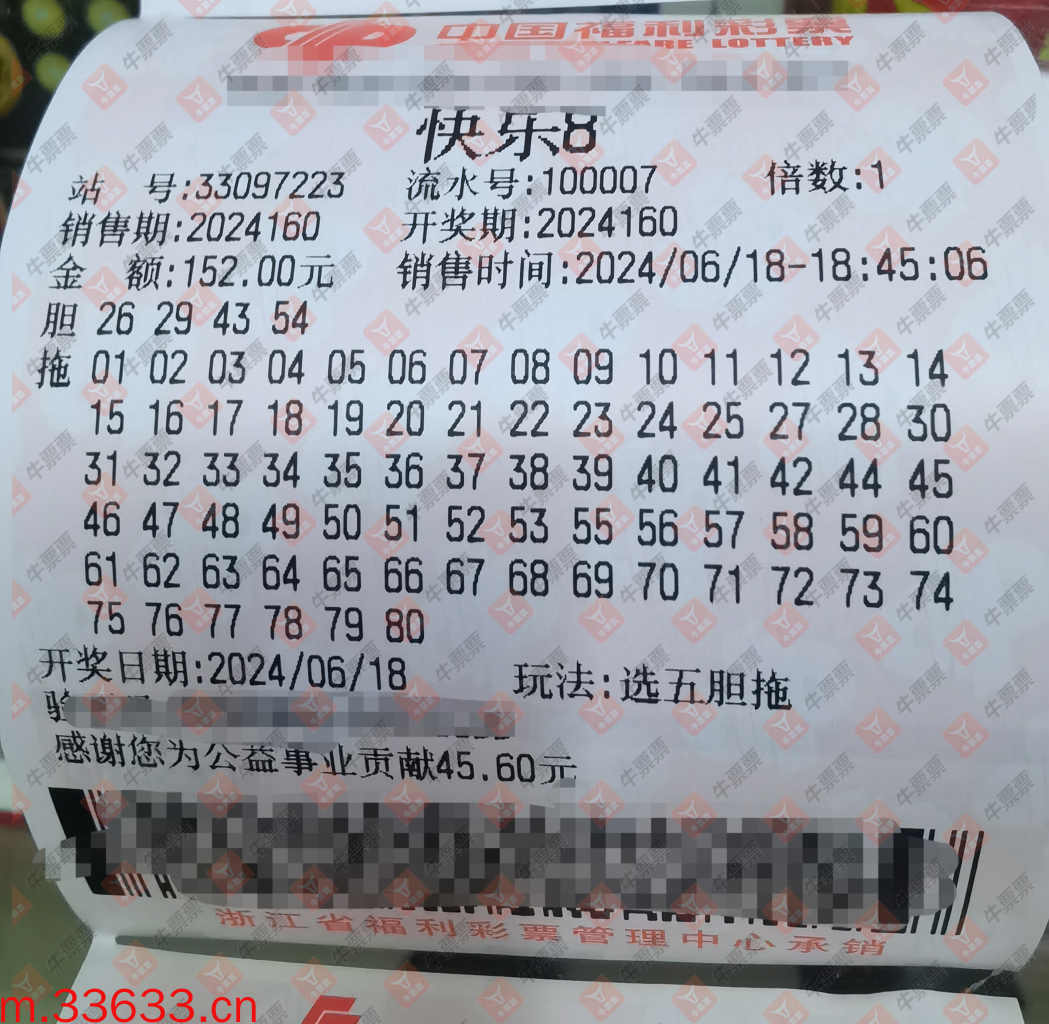 中国福利彩票
FARE LOTTERY
快乐8
站 号:33097223 流水号:100007 倍数:1
销售期:2024160 开奖期:2024160
金 额:152.00元 销售时间:2024/06/18-18:45:06
胆 26 29 43 54
拖 01 02 03 04 05 06 07 08 09 10 11 12 13 14
15 16 17 18 19 20 21 22 23 24 25 27 28 30
31 32 33 34 35 36 37 38 39 40 41 42 44 45
46 47 48 49 50 51 52 53 55 56 57 58 59 60
61 62 63 64 65 66 67 68 69 70 71 72 73 74
75 76 77 78 79 80
开奖日期:2024/06/18 玩法:选五胆拖
感谢您为公益事业贡献45.60元
浙江省福利彩票管理中心承销
m.33633.cn
牛票票